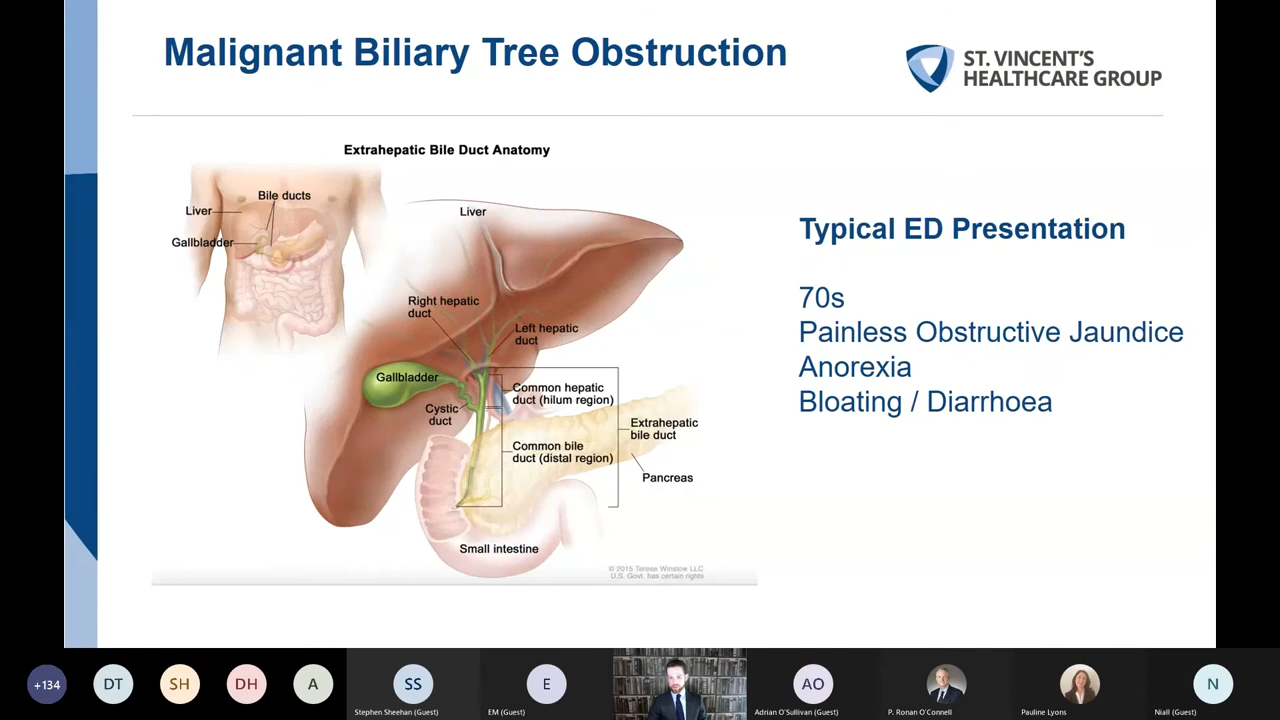 Malignant Biliary Tree Obstruction
ST. VINCENT'S
HEALTHCARE GROUP
Extrahepatic Bile Duct Anatomy
Bile ducts
Liver
Gallbladder
Liver
Right hepatic
duct
Left hepatic
duct
Gallbladder
Cystic
duct
Common hepatic
duct (hilum region)
Common bile
duct (distal region)
Extrahepatic
bile duct
Pancreas
Small intestine
© 2015 Terese Winslow LLC
U.S. Govt. has certain rights
Typical ED Presentation
70s
Painless Obstructive Jaundice
Anorexia
Bloating / Diarrhoea
+134
DT
SH
DH
A
SS
Stephen Sheehan (Guest)
E
EM (Guest)
AO
Adrian O'Sullivan (Guest)
P. Ronan O'Connell
Pauline Lyons
N
Niall (Guest)